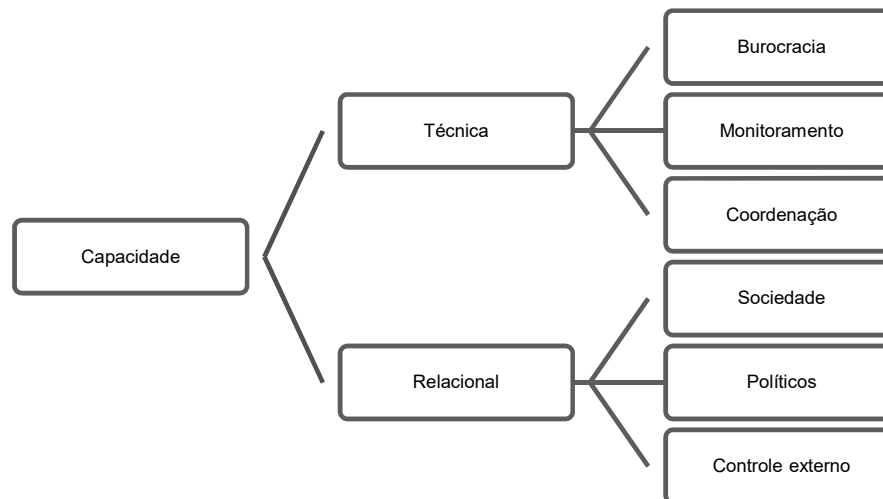 Capacidade
Técnica
Burocracia
Monitoramento
Coordenação
Relacional
Sociedade
Políticos
Controle externo